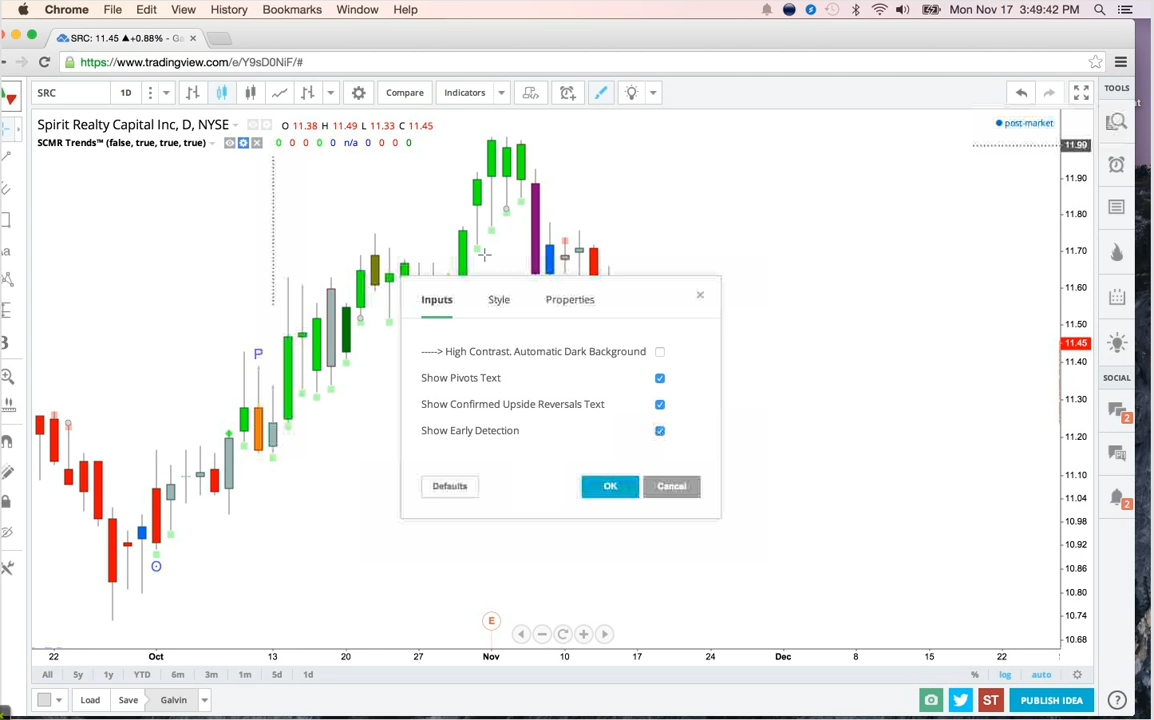 Chrome File Edit View History Bookmarks Window Help Mon Nov 17 3:49:42 PM
SRC: 11.45 ▲+0.88% - Ga
https://www.tradingview.com/e/Y9sD0NiF/#
SRC 1D Compare Indicators TOOLS
Spirit Realty Capital Inc, D, NYSE O 11.38 H 11.49 L 11.33 C 11.45 post-market
SCMR Trends™ (false, true, true, true) 0 0 0 0 0 n/a 0 0 0 0
11.99
11.90
11.80
11.70
11.60
11.50
11.45
11.40
11.30
11.20
11.10
11.04
10.98
10.92
10.86
10.80
10.74
10.68
P
O
E
Inputs Style Properties
-----> High Contrast. Automatic Dark Background
Show Pivots Text
Show Confirmed Upside Reversals Text
Show Early Detection
Defaults OK Cancel
SOCIAL
2
2
22 Oct 13 20 27 Nov 10 17 24 Dec 8 15 22
All 5y 1y YTD 6m 3m 1m 5d 1d % log auto
Load Save Galvin ST PUBLISH IDEA ?